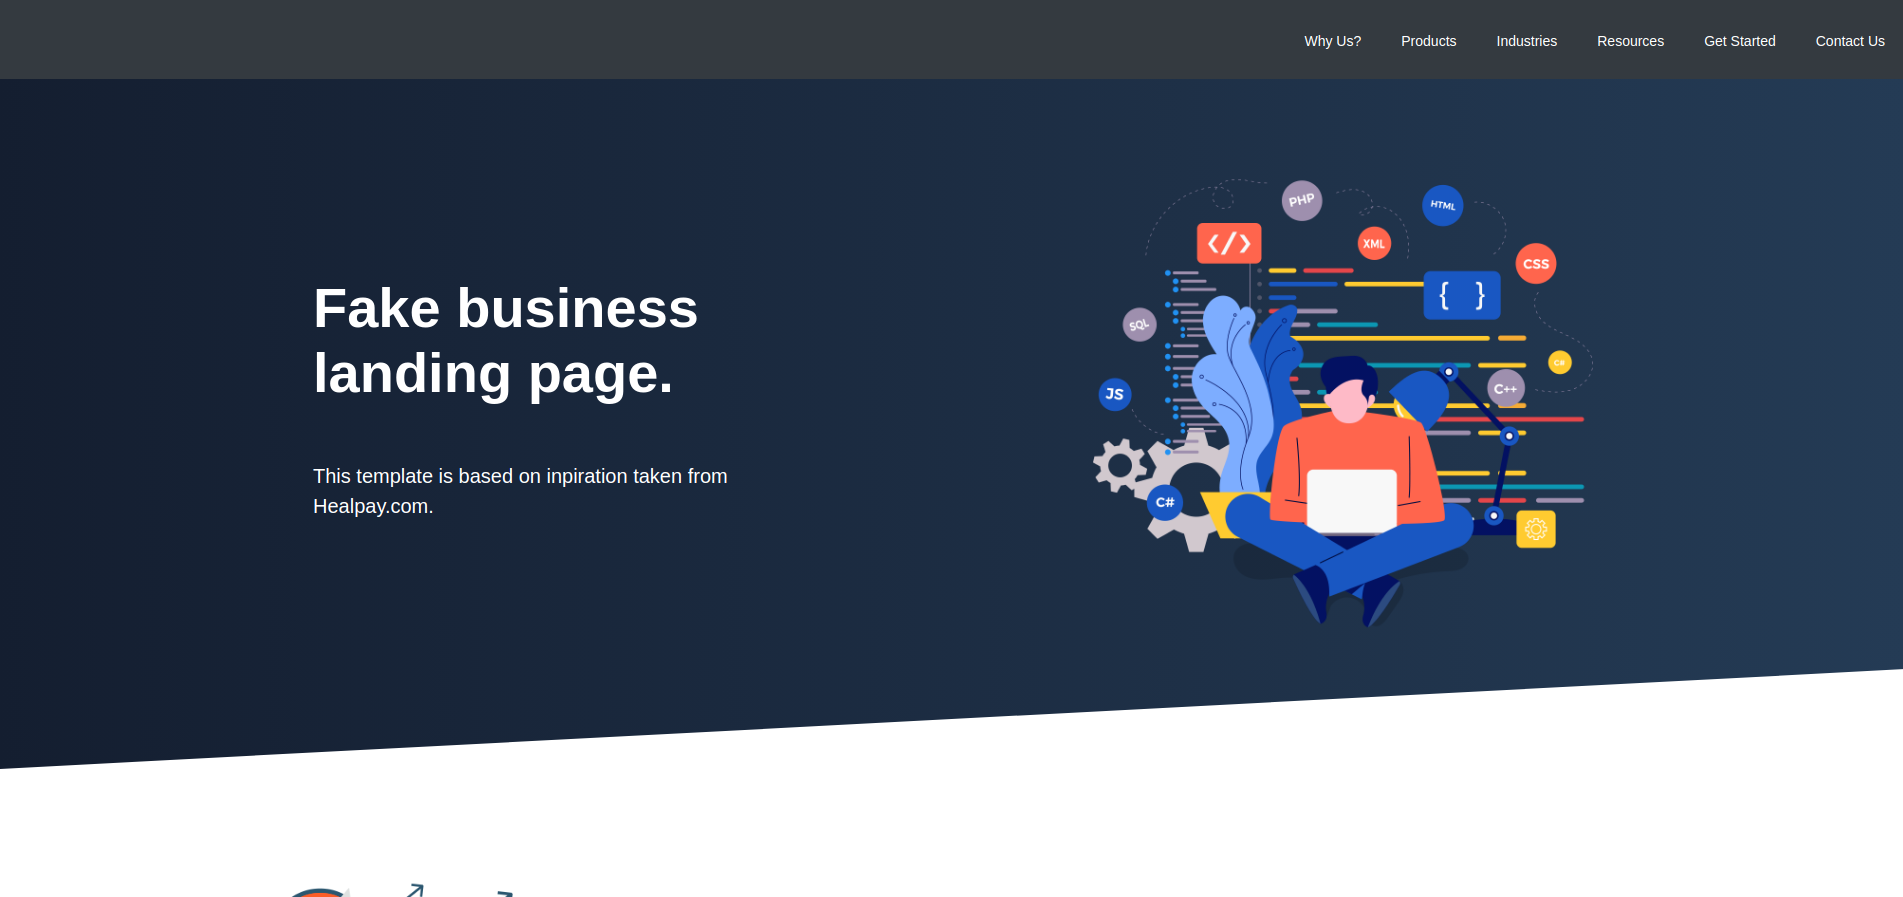 Why Us? Products Industries Resources Get Started Contact Us
PHP
HTML
</>
XML
CSS
{ }
SQL
C#
JS
C++
C#
Fake business
landing page.
This template is based on inpiration taken from
Healpay.com.